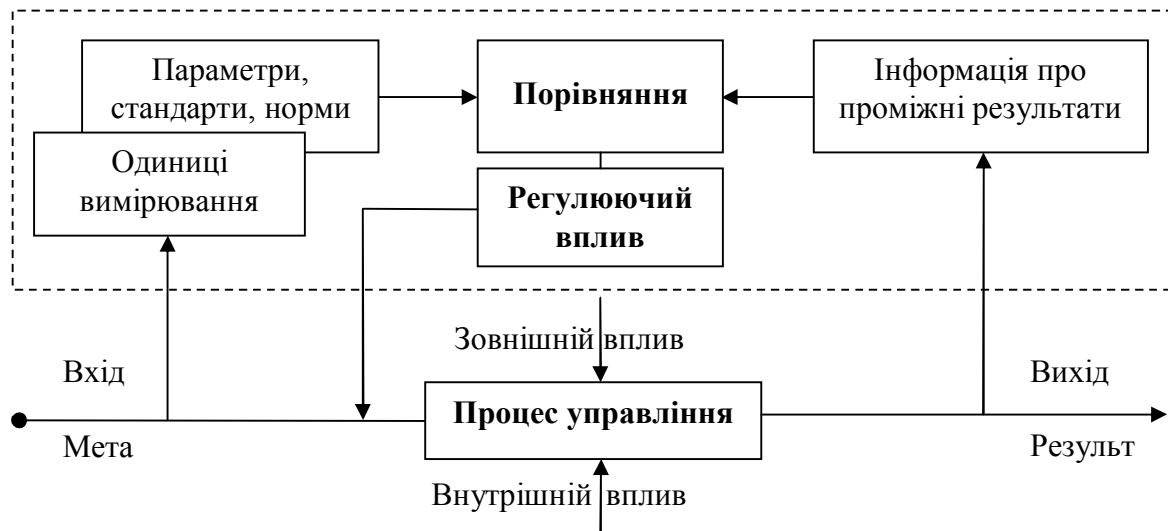 Параметри,
стандарти, норми
Одиниці
вимірювання
Порівняння
Регулюючий
вплив
Інформація про
проміжні результати
Зовнішній вплив
Вхід
Мета
Процес управління
Вихід
Результ
Внутрішній вплив